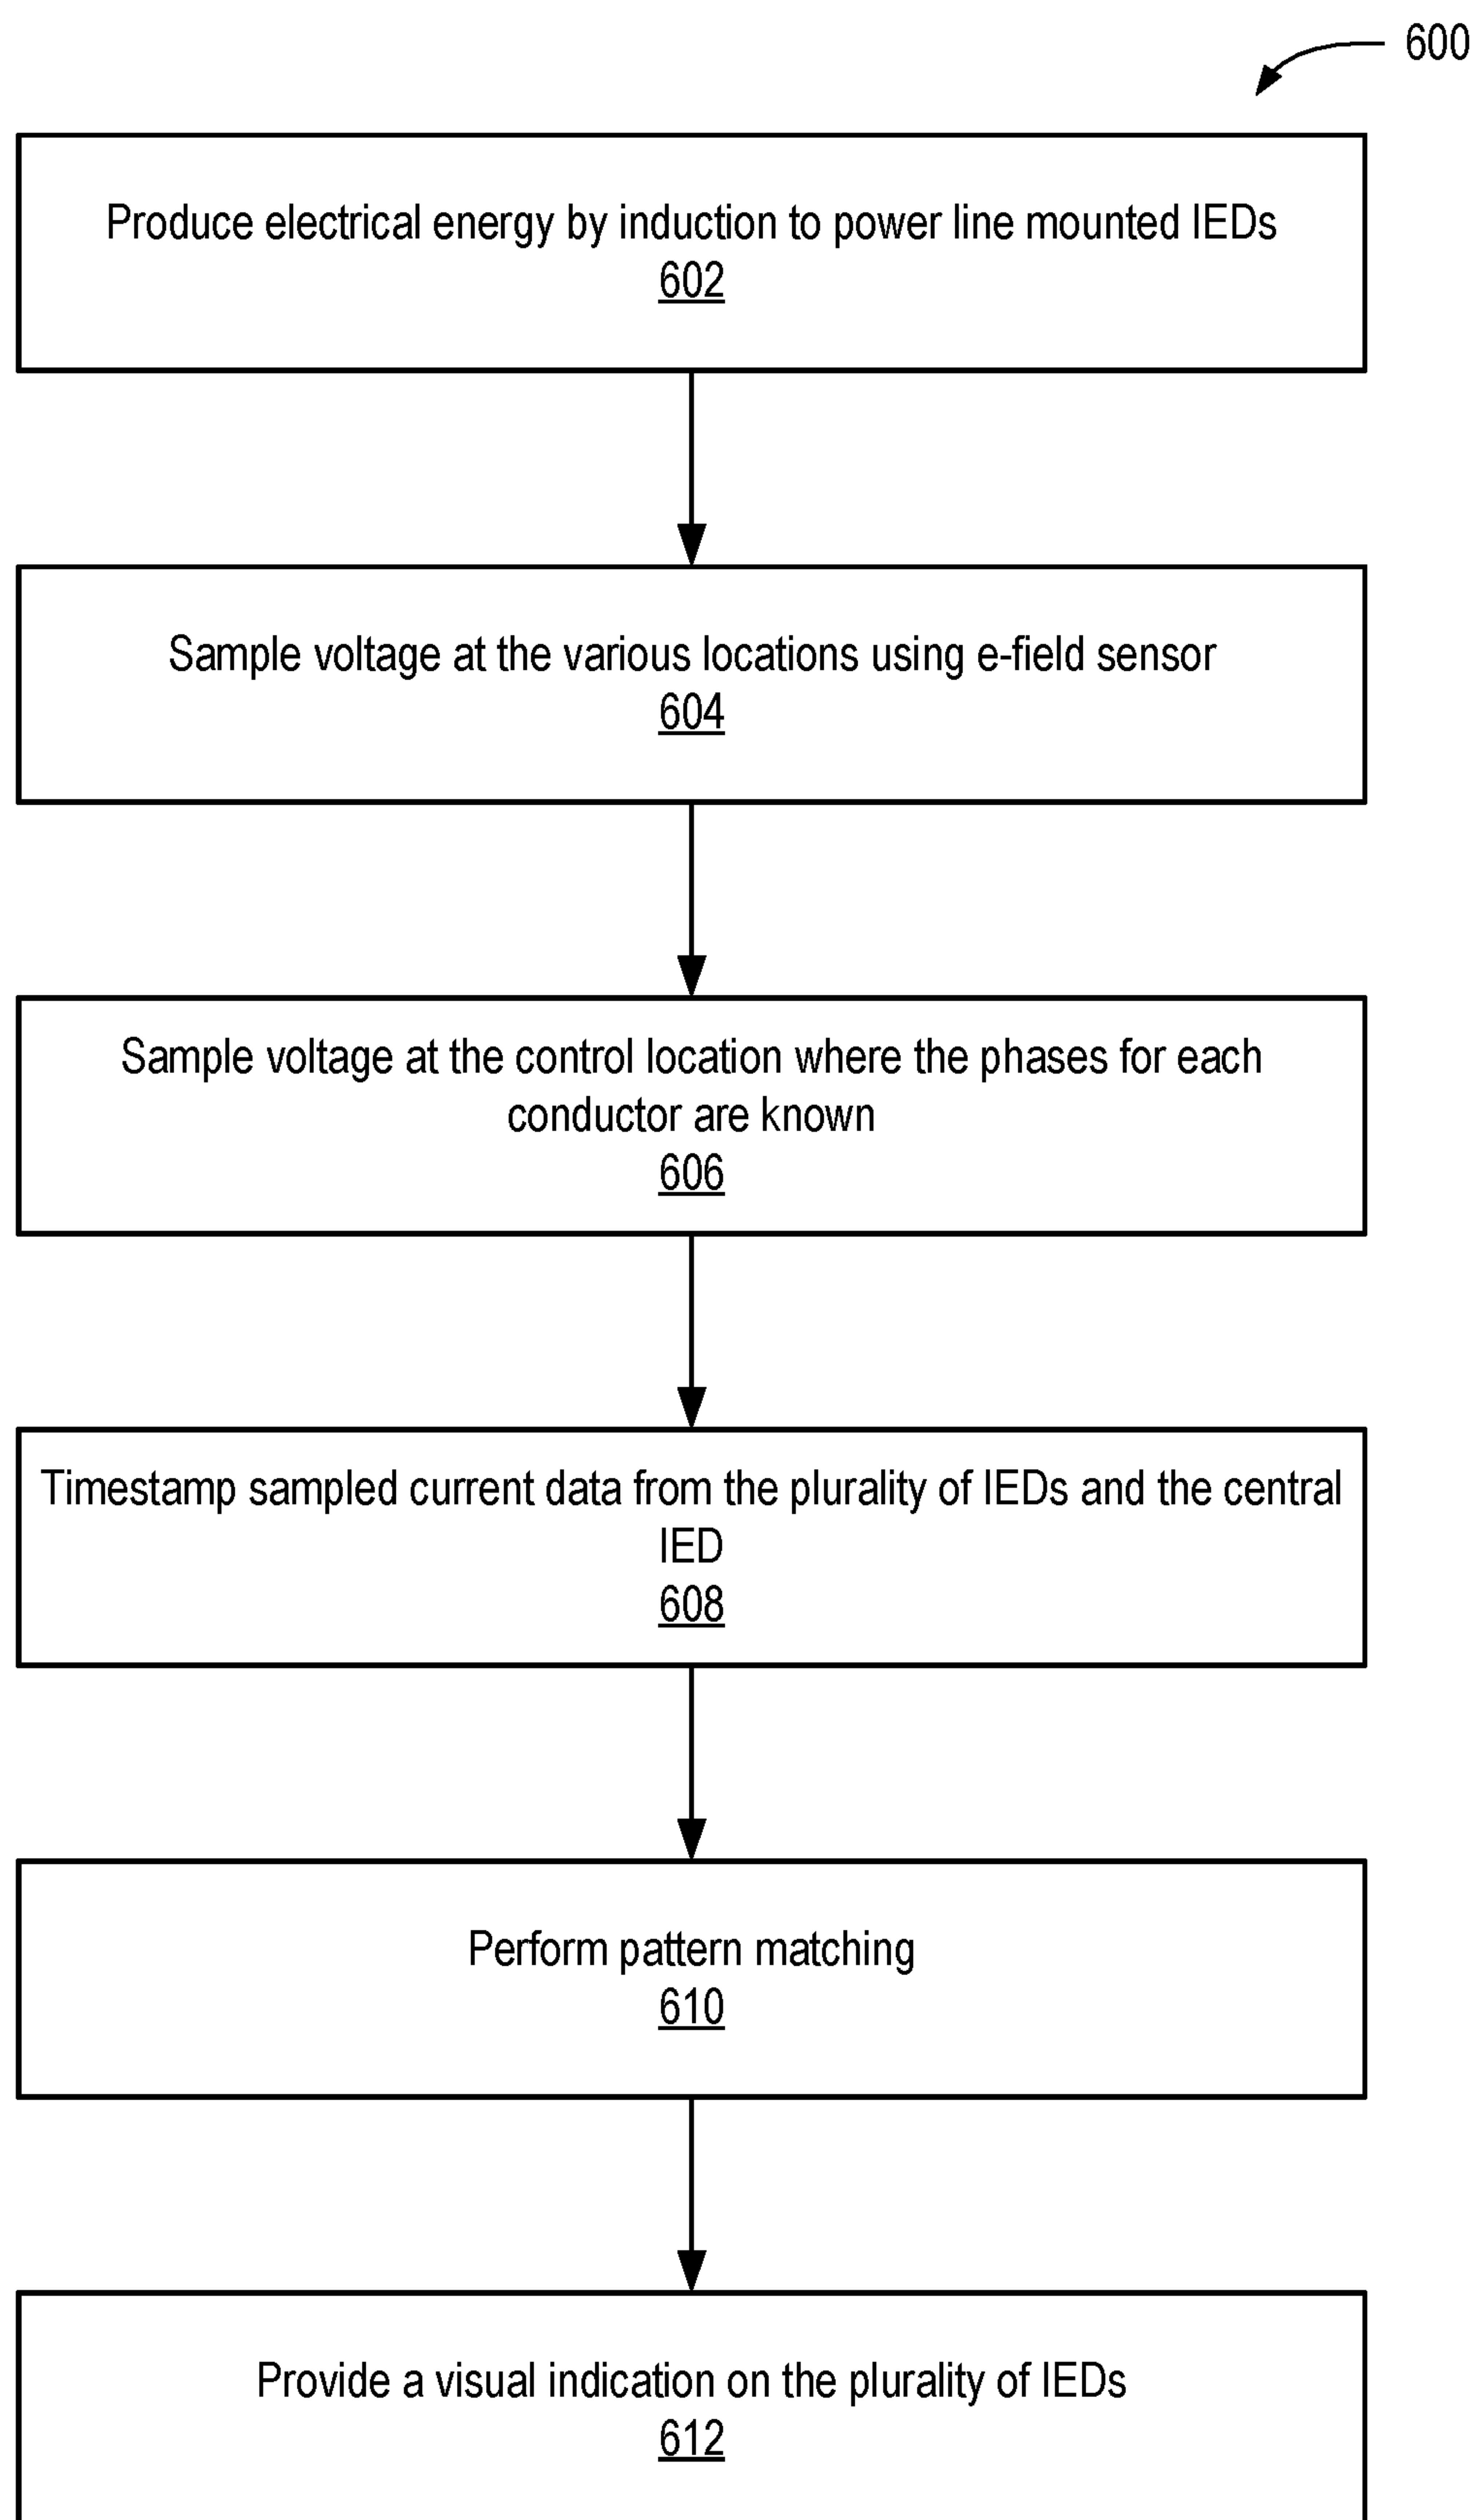 600
Produce electrical energy by induction to power line mounted IEDs
602
Sample voltage at the various locations using e-field sensor
604
Sample voltage at the control location where the phases for each
conductor are known
606
Timestamp sampled current data from the plurality of IEDs and the central
IED
608
Perform pattern matching
610
Provide a visual indication on the plurality of IEDs
612